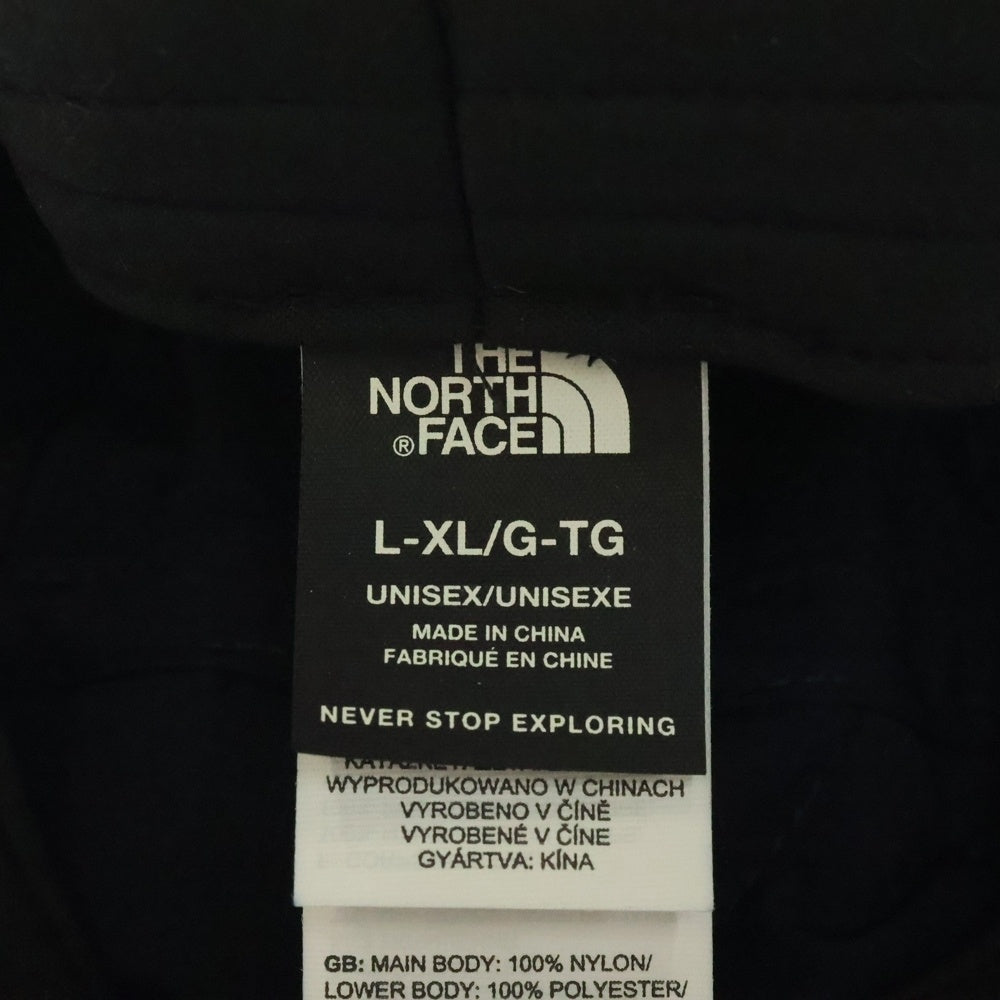 THE
NORTH
® FACE
L-XL/G-TG
UNISEX/UNISEXE
MADE IN CHINA
FABRIQUÉ EN CHINE
NEVER STOP EXPLORING
WYPRODUKOWANO W CHINACH
VYROBENO V ČÍNĚ
VYROBENÉ V ČÍNE
GYÁRTVA: KÍNA
GB: MAIN BODY: 100% NYLON/
LOWER BODY: 100% POLYESTER/